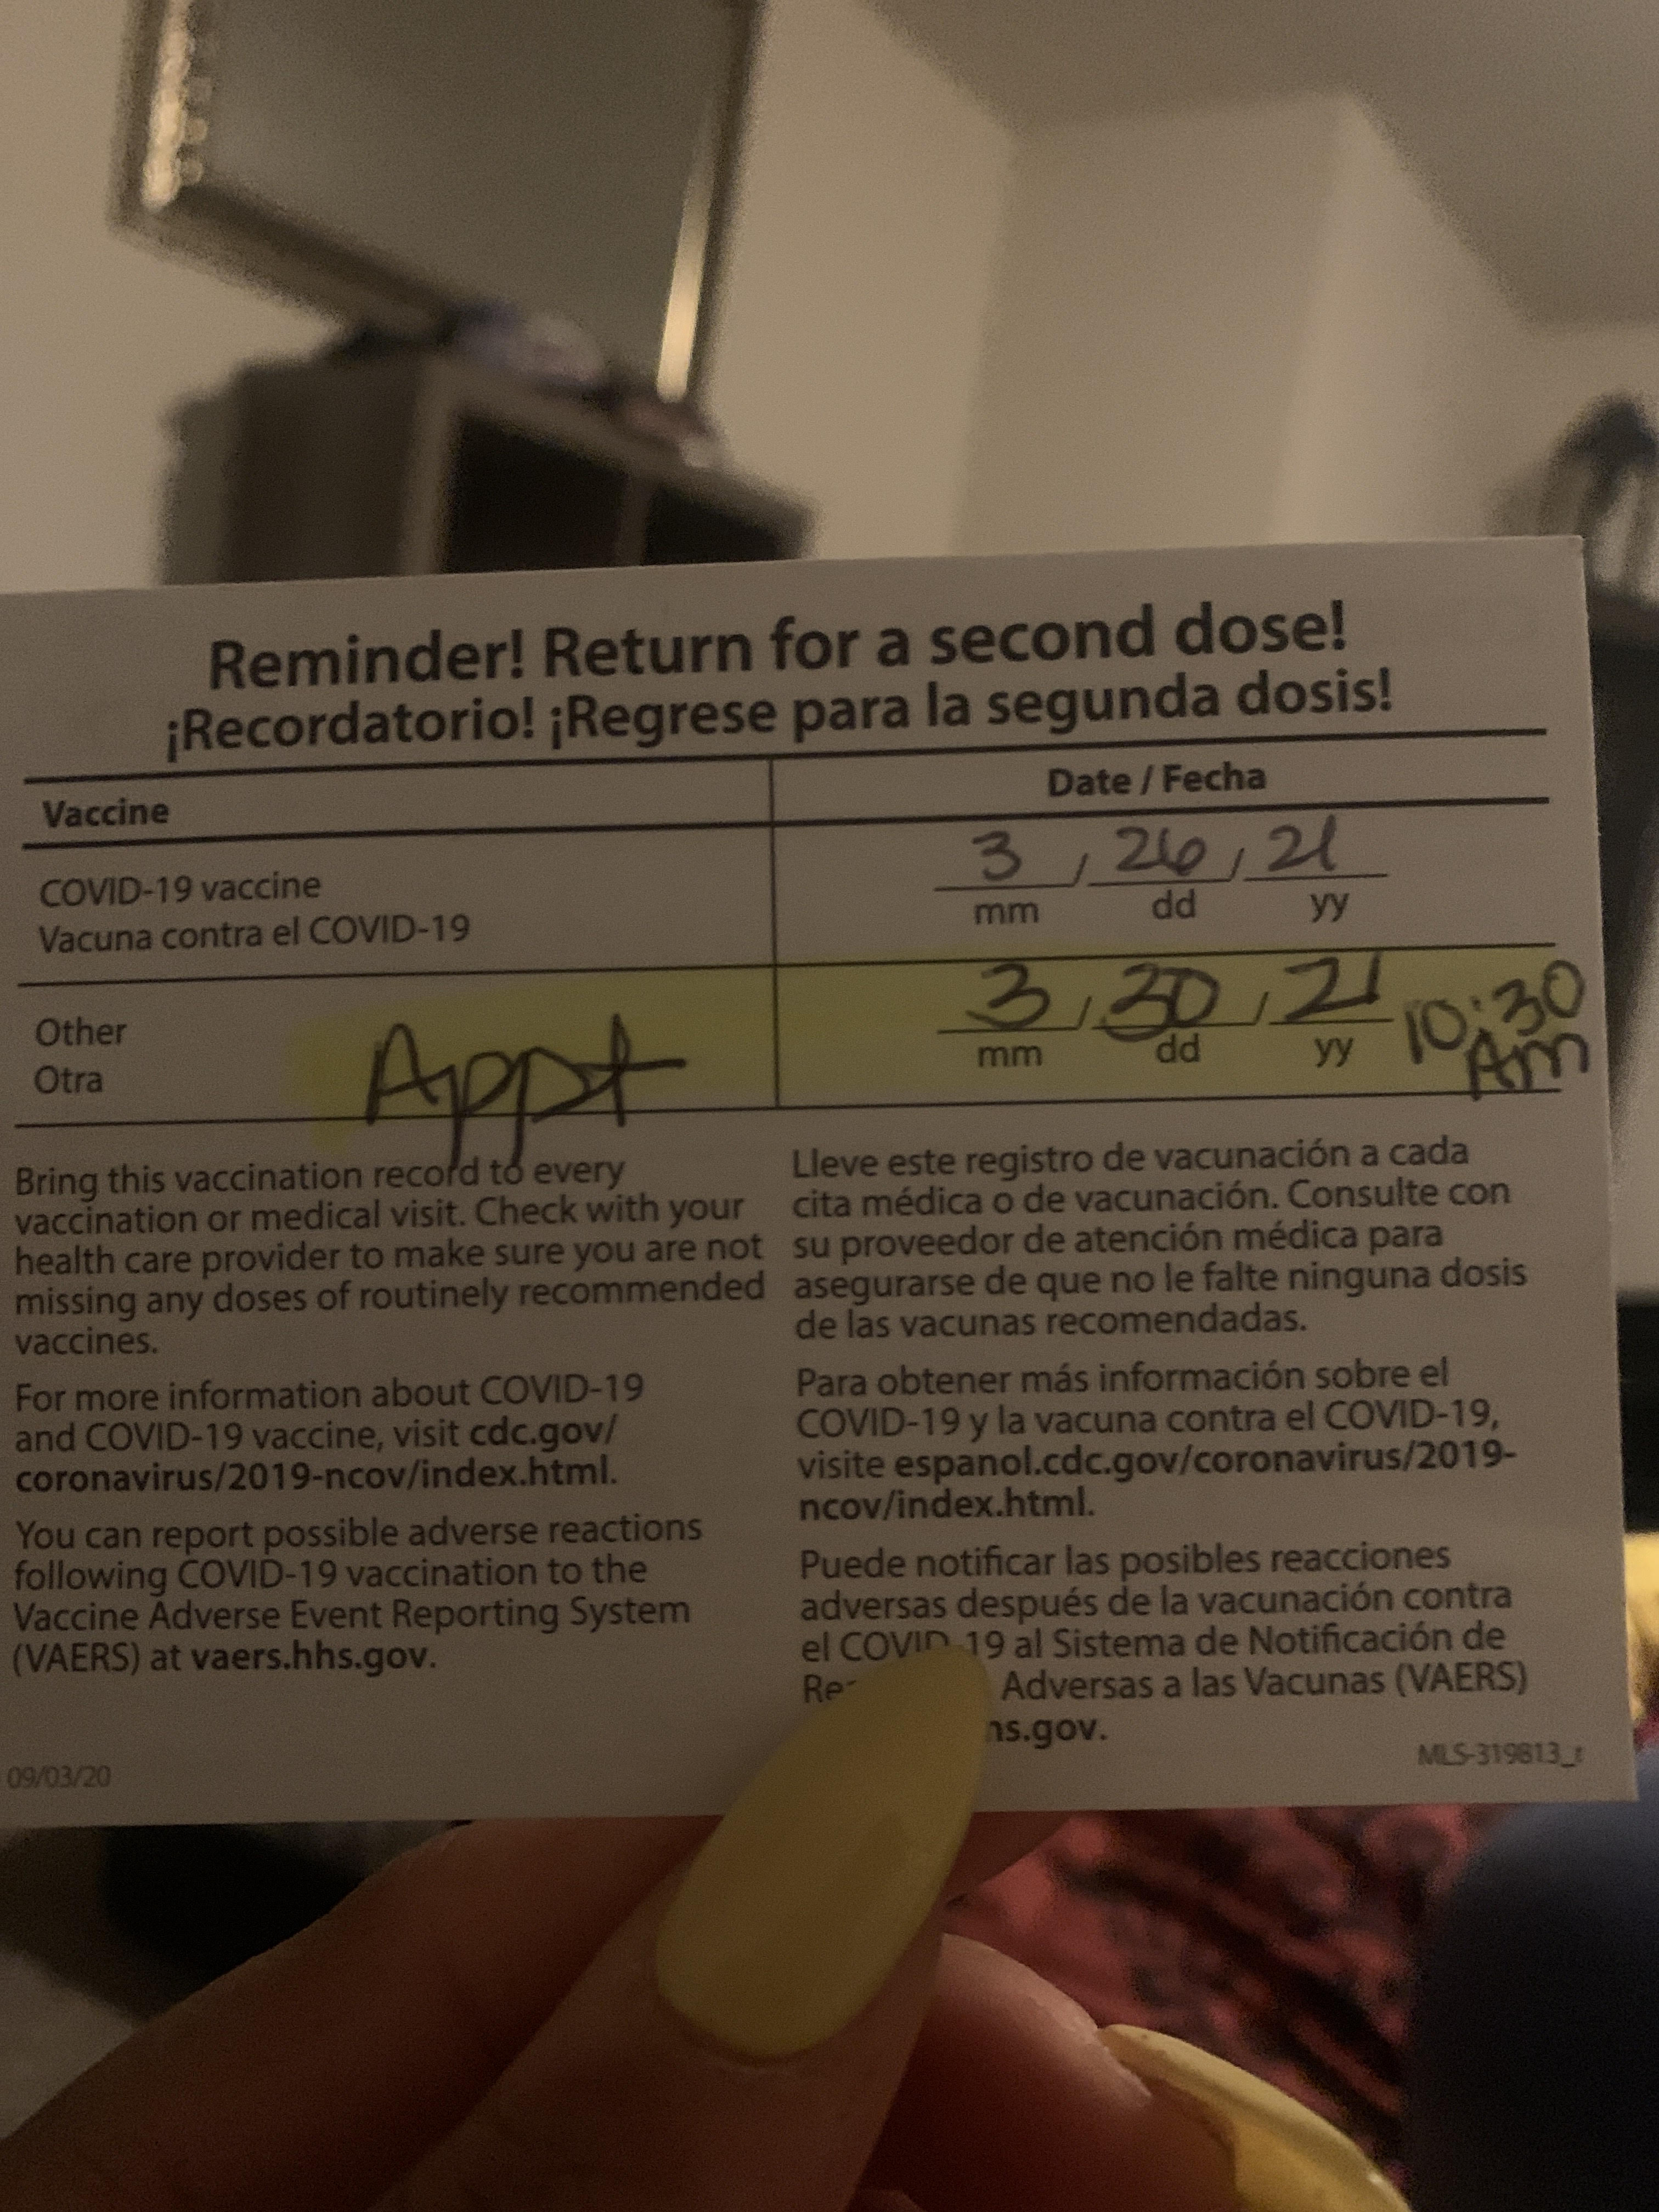 Reminder! Return for a second dose!
¡Recordatorio! ¡Regrese para la segunda dosis!
Vaccine
Date / Fecha
COVID-19 vaccine
Vacuna contra el COVID-19
3 / 26 / 21
mm dd yy
Other
Otra
Appt
3 / 30 / 21 10:30
Am
mm dd yy
Bring this vaccination record to every
vaccination or medical visit. Check with your
health care provider to make sure you are not
missing any doses of routinely recommended
vaccines.
For more information about COVID-19
and COVID-19 vaccine, visit cdc.gov/
coronavirus/2019-ncov/index.html.
You can report possible adverse reactions
following COVID-19 vaccination to the
Vaccine Adverse Event Reporting System
(VAERS) at vaers.hhs.gov.
Lleve este registro de vacunación a cada
cita médica o de vacunación. Consulte con
su proveedor de atención médica para
asegurarse de que no le falte ninguna dosis
de las vacunas recomendadas.
Para obtener más información sobre el
COVID-19 y la vacuna contra el COVID-19,
visite espanol.cdc.gov/coronavirus/2019-
ncov/index.html.
Puede notificar las posibles reacciones
adversas después de la vacunación contra
el COVID-19 al Sistema de Notificación de
Adversas a las Vacunas (VAERS)
hs.gov.
09/03/20
MLS-319813_r